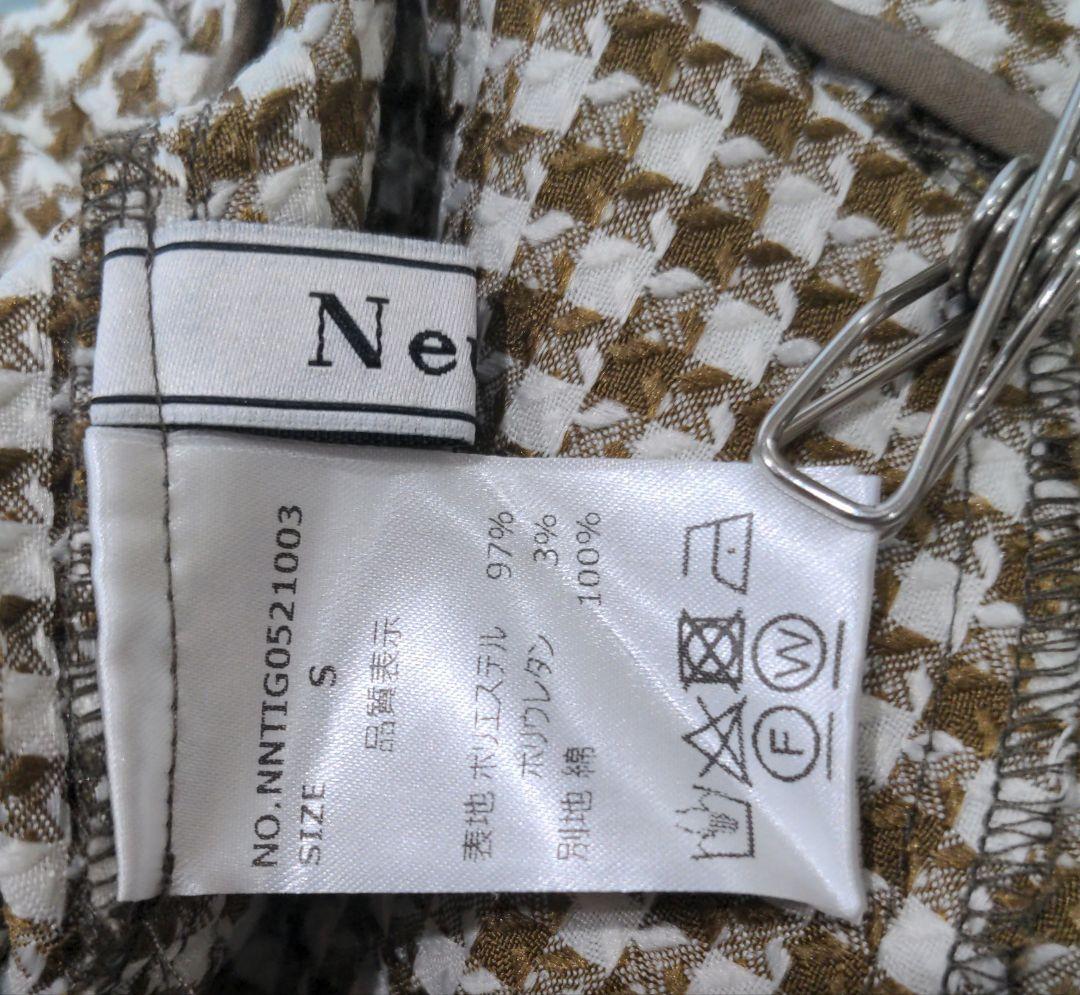 Ne
NO.NNTIG0521003
SIZE S
品質表示
表地 ポリエステル 97%
ポリウレタン 3%
別地 綿 100%
W
F